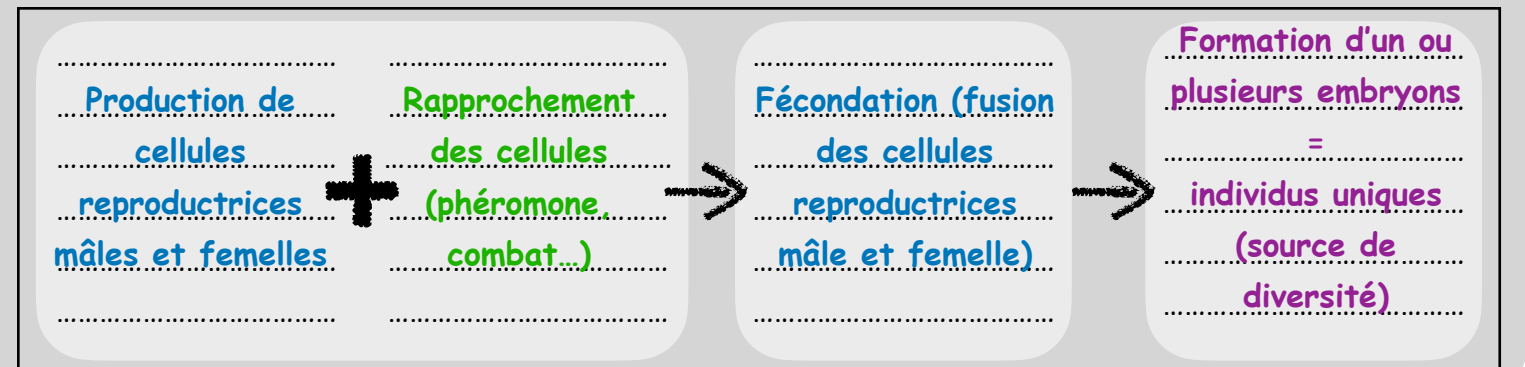 Production de
cellules
reproductrices
mâles et femelles
+
Rapprochement
des cellules
(phéromone,
combat…)
Fécondation (fusion
des cellules
reproductrices
mâle et femelle)
Formation d'un ou
plusieurs embryons
=
individus uniques
(source de
diversité)